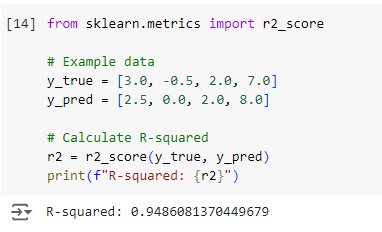 [14] from sklearn.metrics import r2_score
# Example data
y_true = [3.0, -0.5, 2.0, 7.0]
y_pred = [2.5, 0.0, 2.0, 8.0]
# Calculate R-squared
r2 = r2_score(y_true, y_pred)
print(f"R-squared: {r2}")
R-squared: 0.9486081370449679